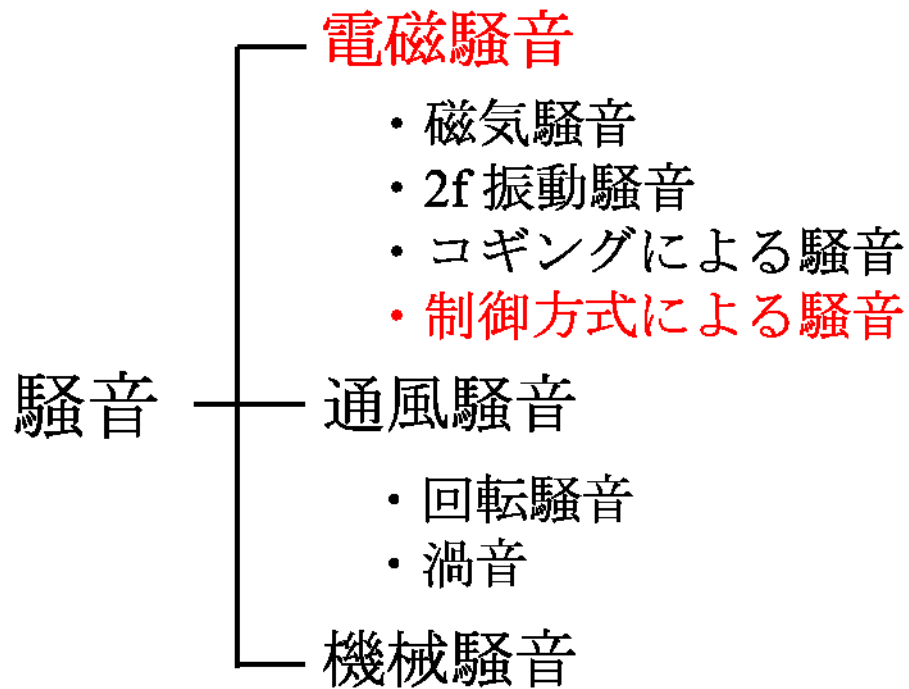 電磁騒音
・磁気騒音
・2f 振動騒音
・コギングによる騒音
・制御方式による騒音
騒音
通風騒音
・回転騒音
・渦音
機械騒音